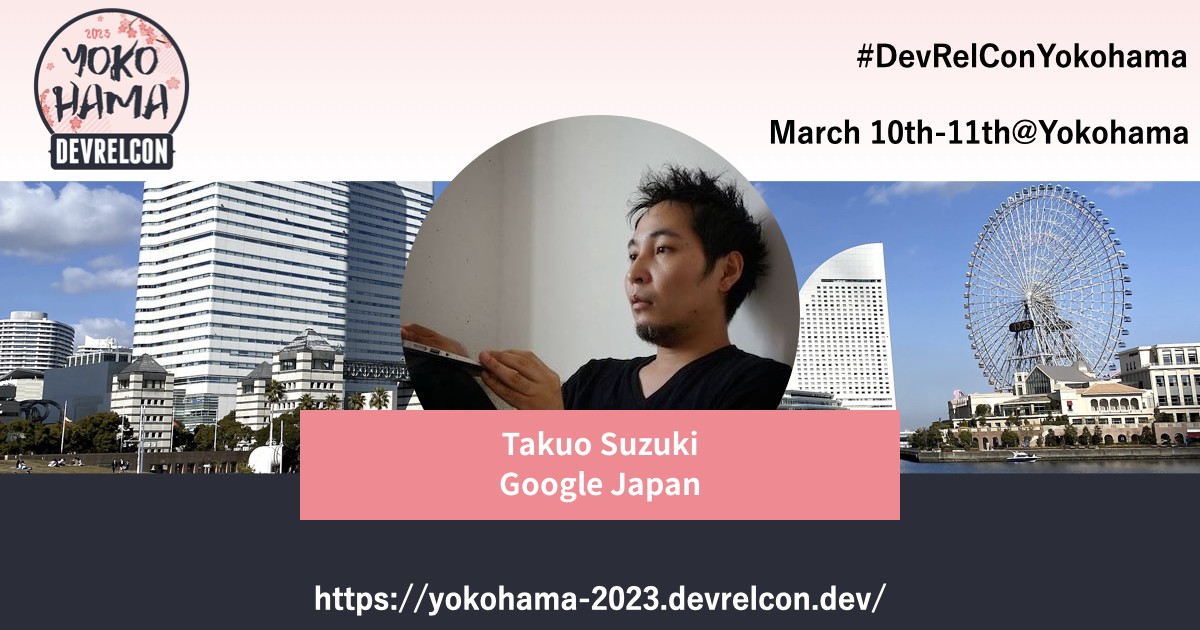 2023
YOKO
HAMA
DEVRELCON
#DevRelConYokohama
March 10th-11th@Yokohama
Takuo Suzuki
Google Japan
https://yokohama-2023.devrelcon.dev/